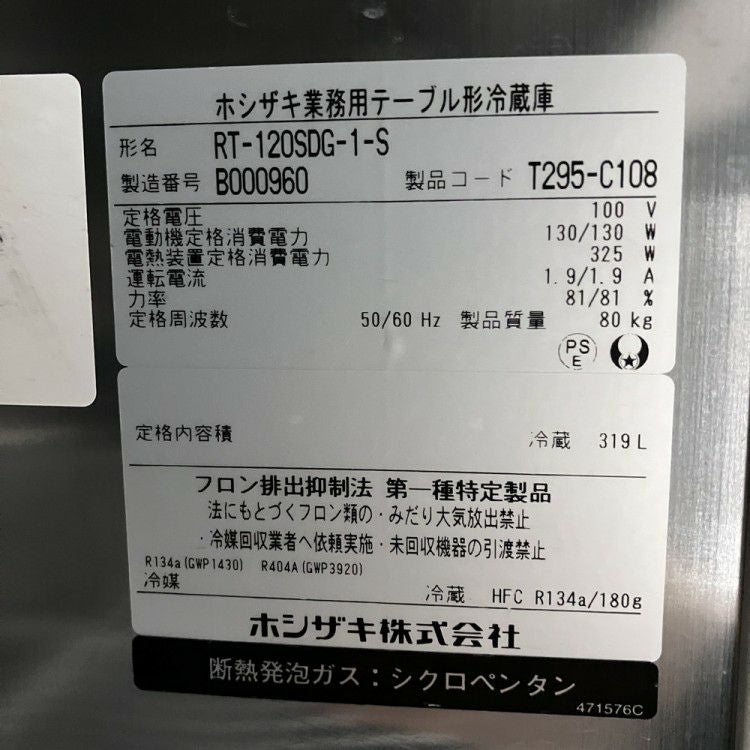 ホシザキ業務用テーブル形冷蔵庫
形名 RT-120SDG-1-S
製造番号 B000960 製品コード T295-C108
定格電圧 100 V
電動機定格消費電力 130/130 W
電熱装置定格消費電力 325 W
運転電流 1.9/1.9 A
力率 81/81 %
定格周波数 50/60 Hz 製品質量 80 kg
PS
E
定格内容積 冷蔵 319 L
フロン排出抑制法 第一種特定製品
法にもとづくフロン類の・みだり大気放出禁止
・冷媒回収業者へ依頼実施・未回収機器の引渡禁止
R134a(GWP1430) R404A(GWP3920)
冷媒 冷蔵 HFC R134a/180g
ホシザキ株式会社
断熱発泡ガス:シクロペンタン
471576C